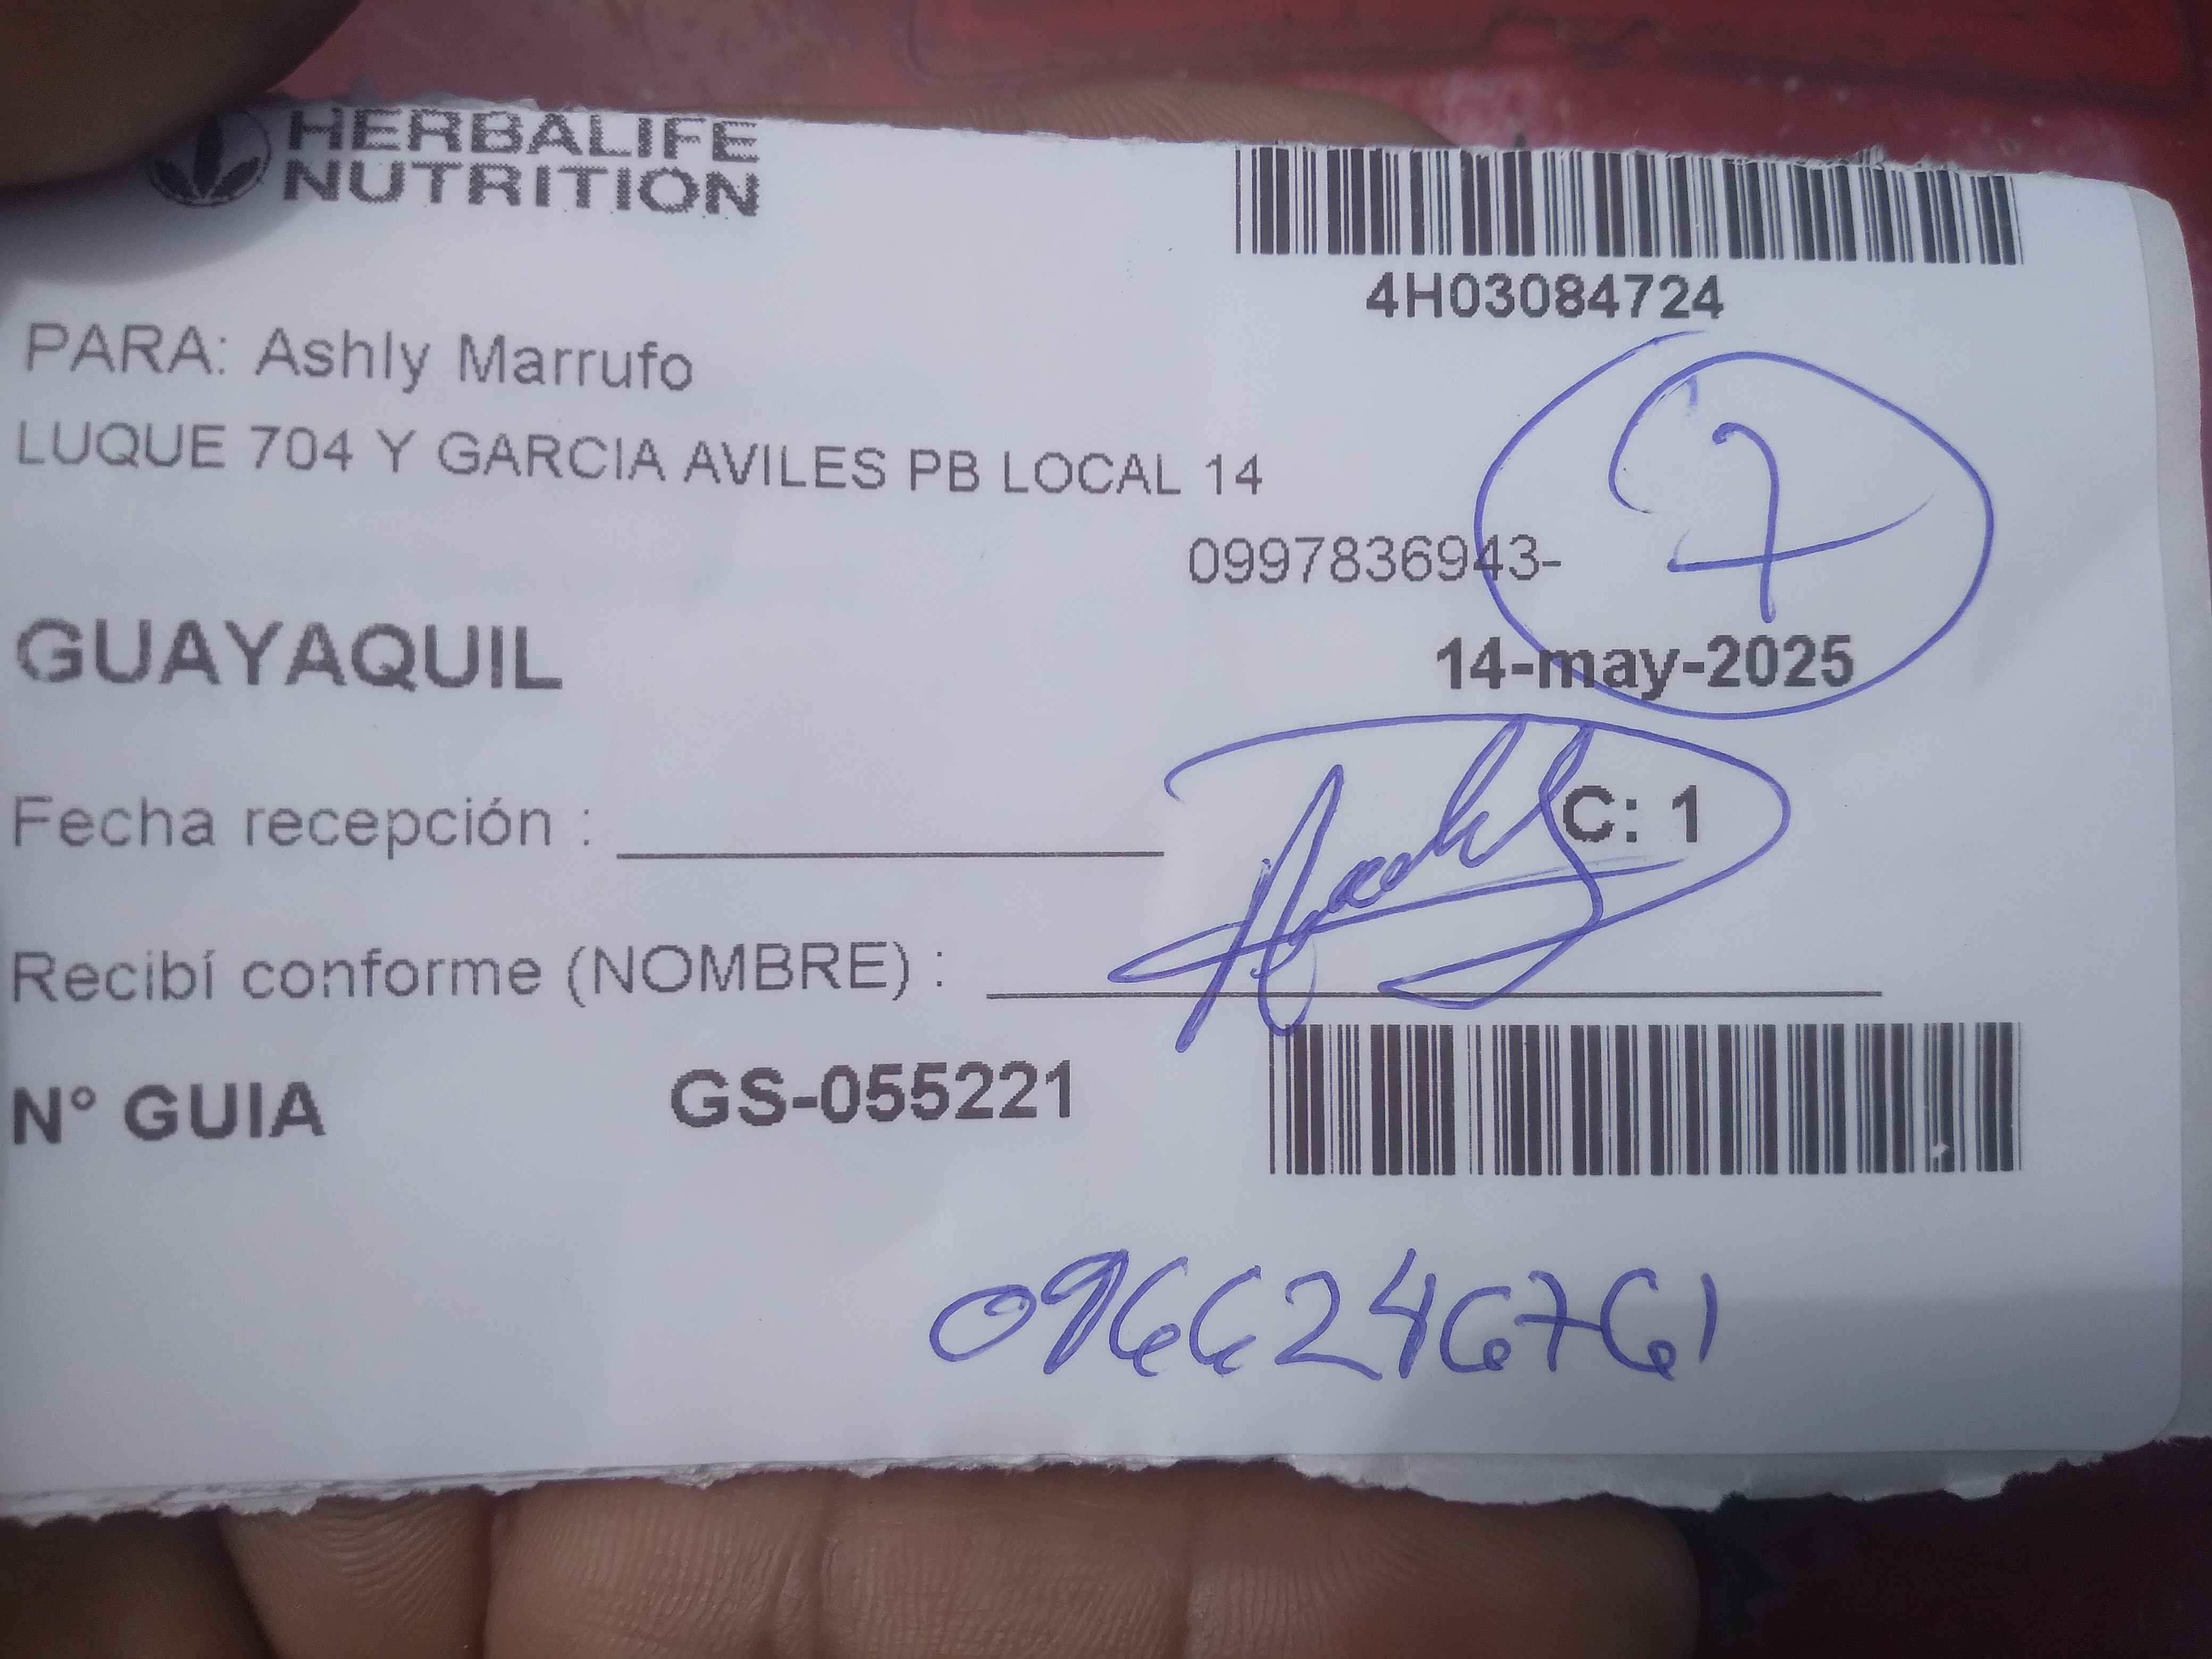 HERBALIFE
NUTRITION
4H03084724
PARA: Ashly Marrufo
LUQUE 704 Y GARCIA AVILES PB LOCAL 14
0997836943-
7
GUAYAQUIL
14-may-2025
Fecha recepción :
C: 1
Recibí conforme (NOMBRE) :
N° GUIA GS-055221
0966246761